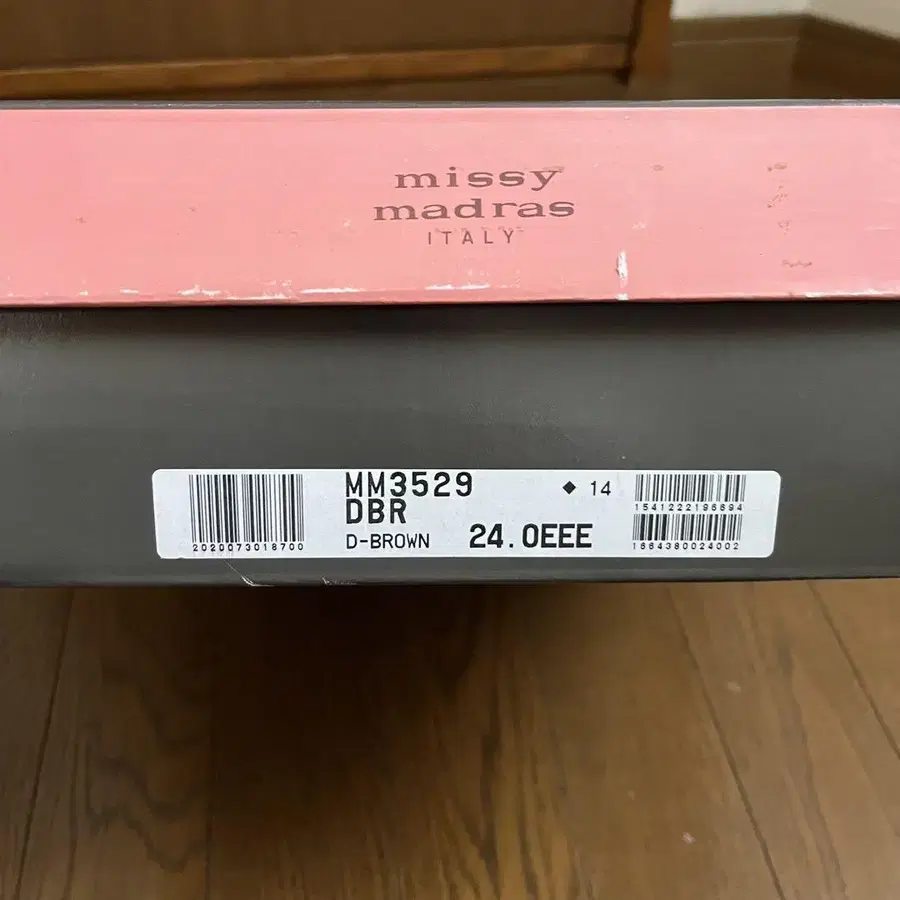 missy
madras
ITALY
MM3529
◆ 14
DBR
D-BROWN
24.0EEE
2020073018700
1541222196694
1664380024002